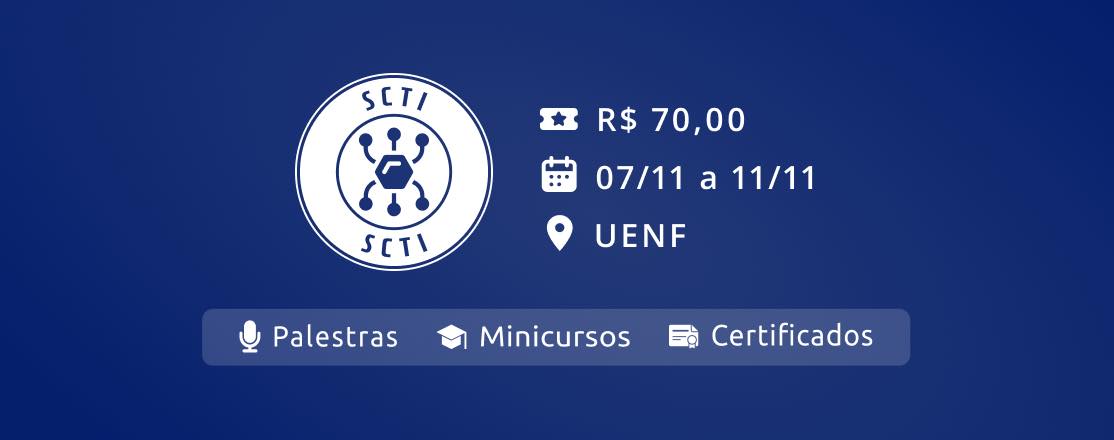 SCTI
SCTI
R$ 70,00
07/11 a 11/11
UENF
Palestras
Minicursos
Certificados